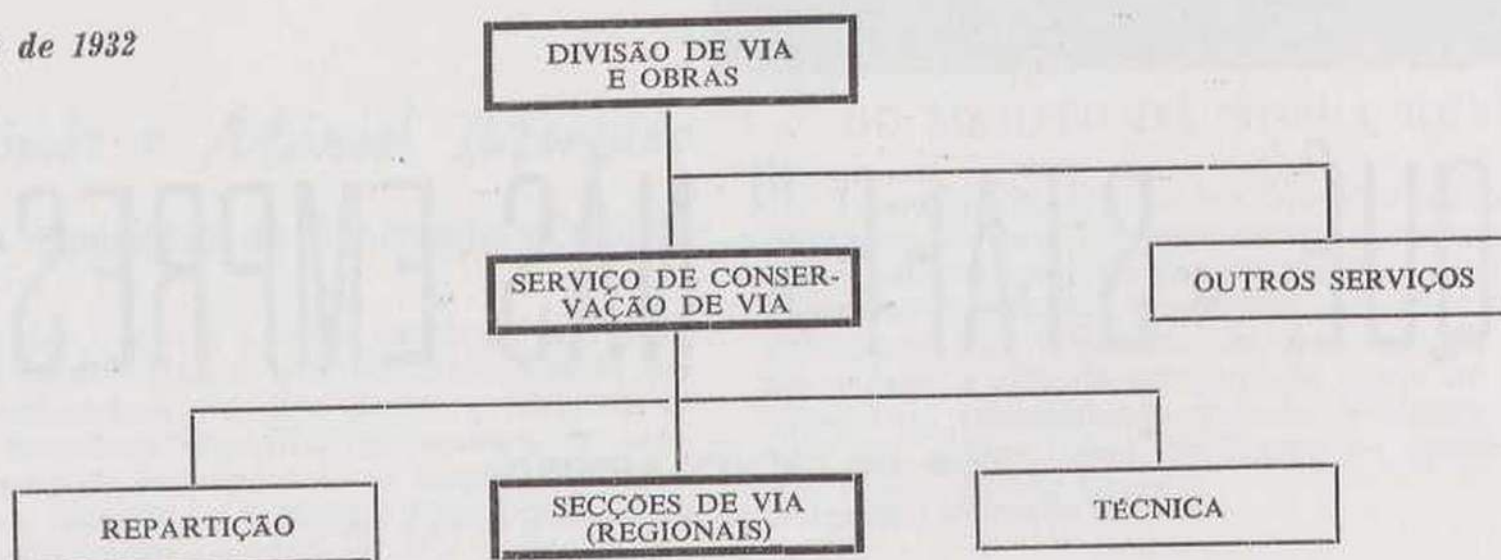 de 1932
DIVISÃO DE VIA
E OBRAS
SERVIÇO DE CONSER-
VAÇÃO DE VIA
OUTROS SERVIÇOS
REPARTIÇÃO
SECÇÕES DE VIA
(REGIONAIS)
TÉCNICA